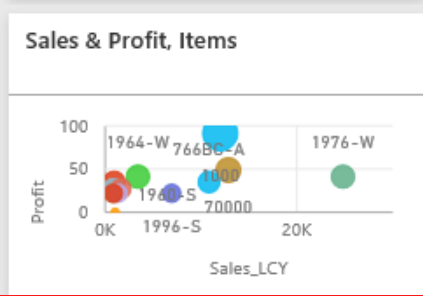 Sales & Profit, Items
100
1964-W
766BC-A
1976-W
50
1000
1960-S
70000
0
Profit
0K
20K
1996-S
Sales_LCY